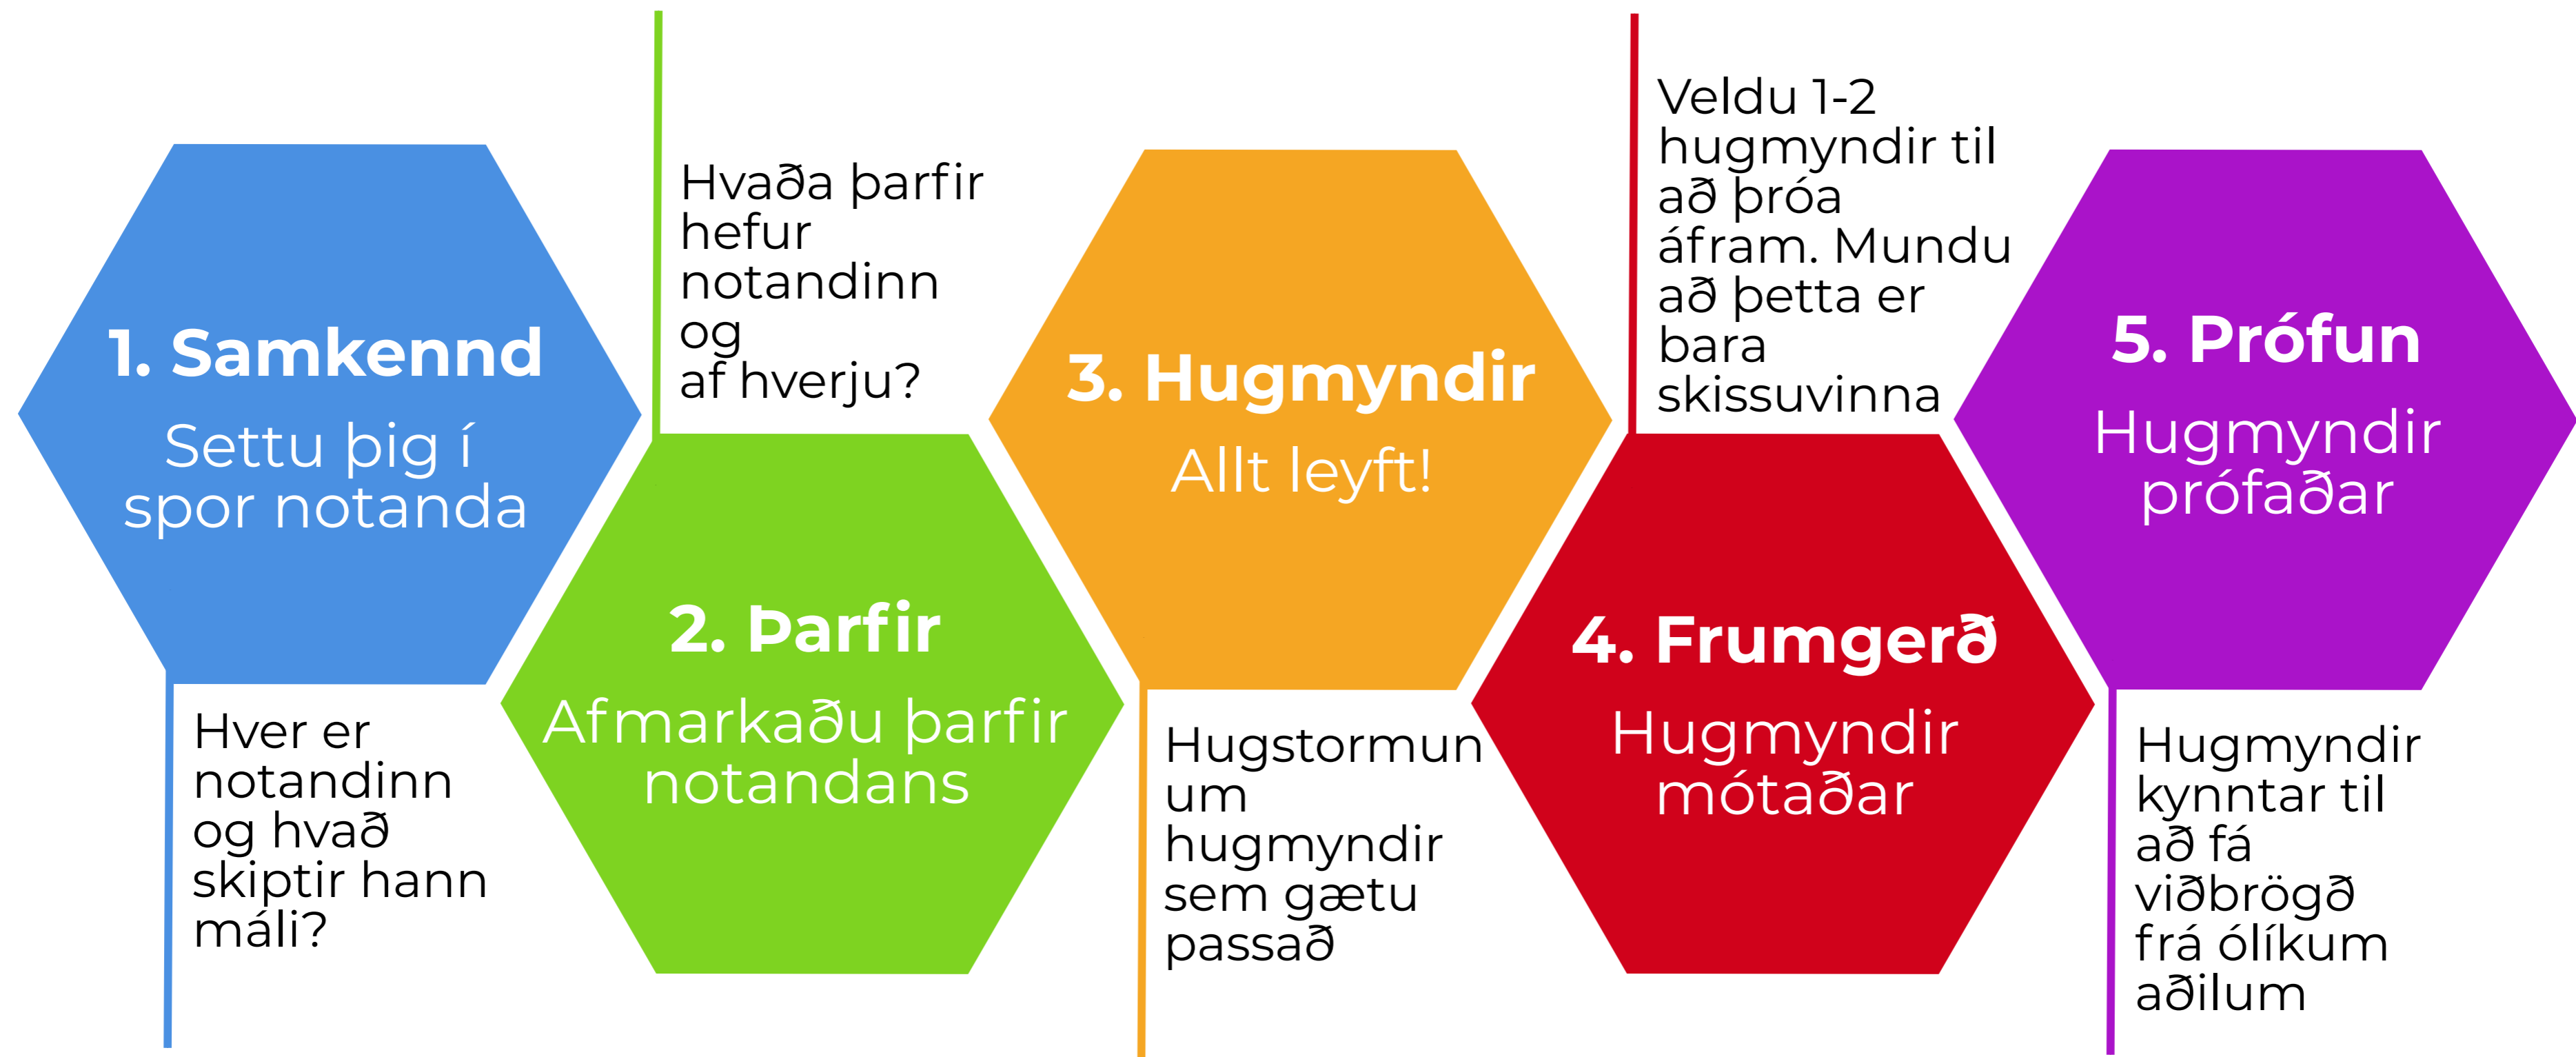 1. Samkennd
Settu þig í
spor notanda
Hver er
notandinn
og hvað
skiptir hann
máli?
Hvaða þarfir
hefur
notandinn
og
af hverju?
2. Þarfir
Afmarkaðu þarfir
notandans
3. Hugmyndir
Allt leyft!
Hugstormun
um
hugmyndir
sem gætu
passað
Veldu 1-2
hugmyndir til
að þróa
áfram. Mundu
að þetta er
bara
skissuvinna
4. Frumgerð
Hugmyndir
mótaðar
5. Prófun
Hugmyndir
prófaðar
Hugmyndir
kynntar til
að fá
viðbrögð
frá ólíkum
aðilum